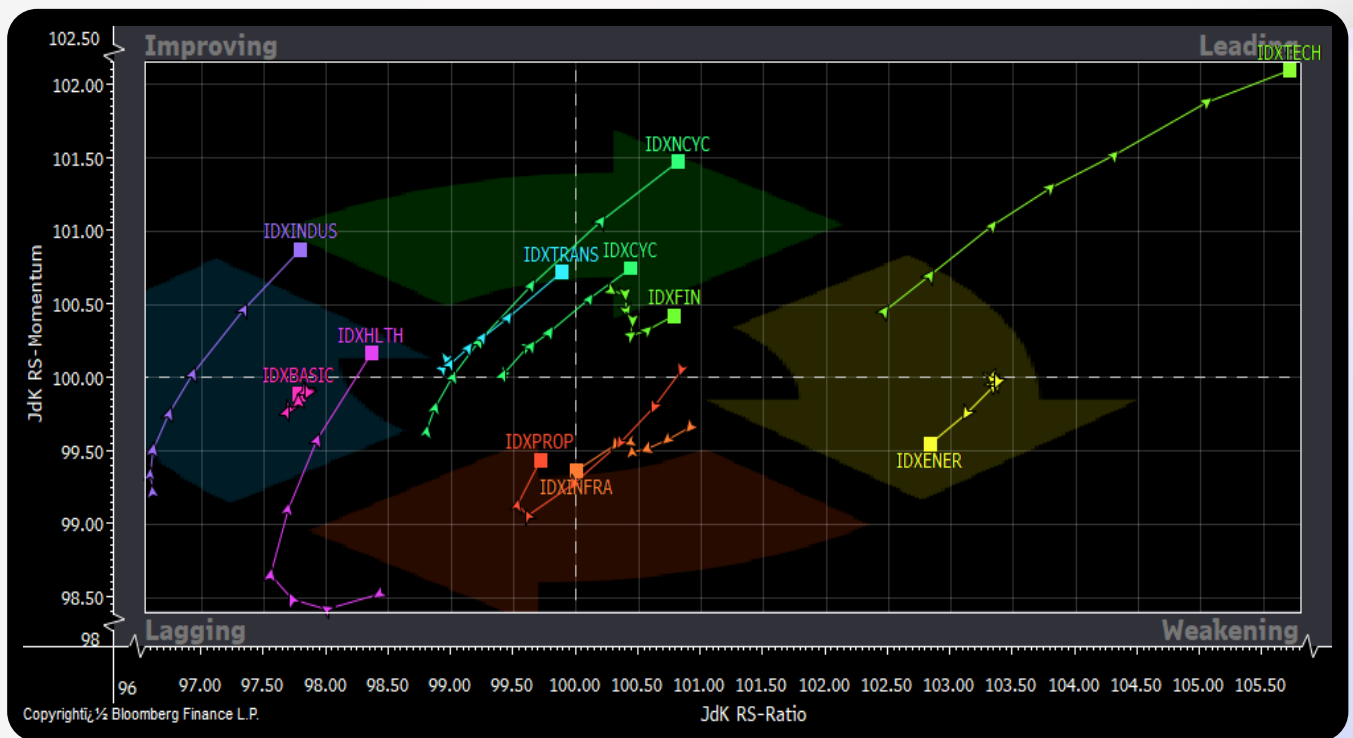 102.50
Improving
Leading
IDXTECH
102.00
101.50
IDXNCYC
101.00
IDXINDUS
IDXTRANS
IDXCYC
100.50
IDXFIN
IDXHLTH
100.00
IDXBASIC
99.50
IDXPROP
IDXENER
IDXINFRA
99.00
98.50
98
Lagging
Weakening
JdK RS-Momentum
96
97.00
97.50
98.00
98.50
99.00
99.50
100.00
100.50
101.00
101.50
102.00
102.50
103.00
103.50
104.00
104.50
105.00
105.50
Copyrightï¿½ Bloomberg Finance L.P.
JdK RS-Ratio